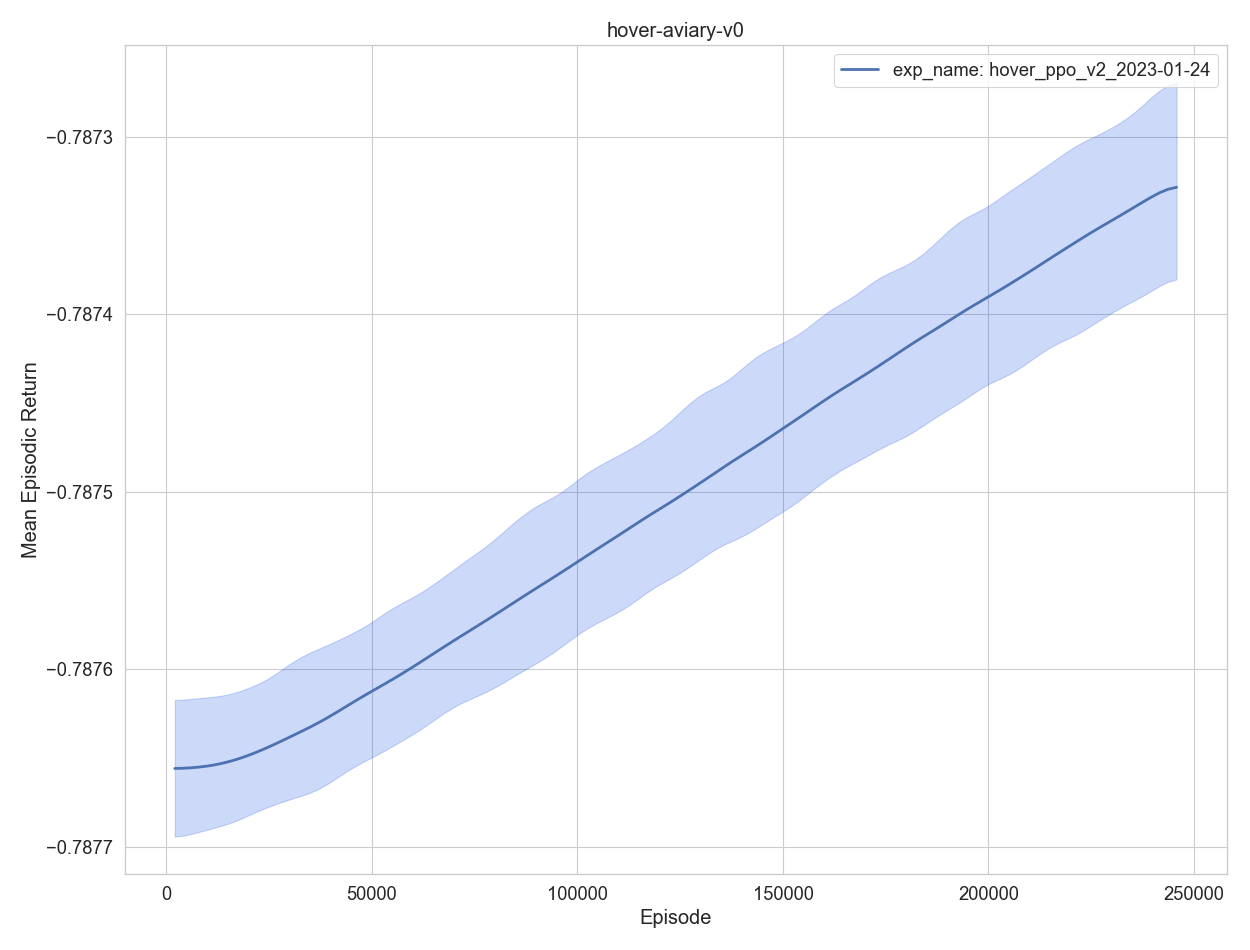 hover-aviary-v0
exp_name: hover_ppo_v2_2023-01-24
Mean Episodic Return
−0.7873
−0.7874
−0.7875
−0.7876
−0.7877
0 50000 100000 150000 200000 250000
Episode